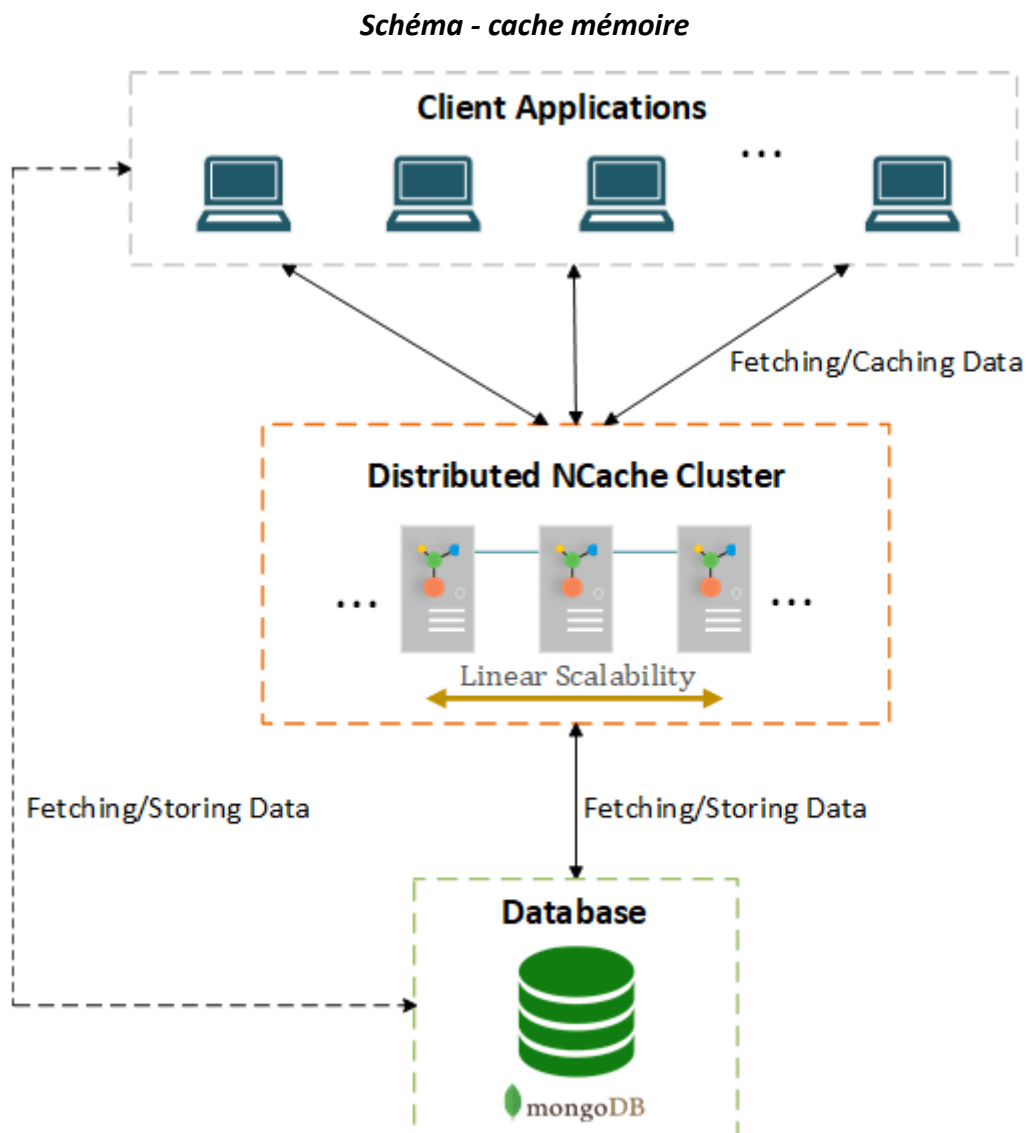 Schéma - cache mémoire
Client Applications
...
Fetching/Caching Data
Distributed NCache Cluster
... ...
Linear Scalability
Fetching/Storing Data
Fetching/Storing Data
Database
mongoDB